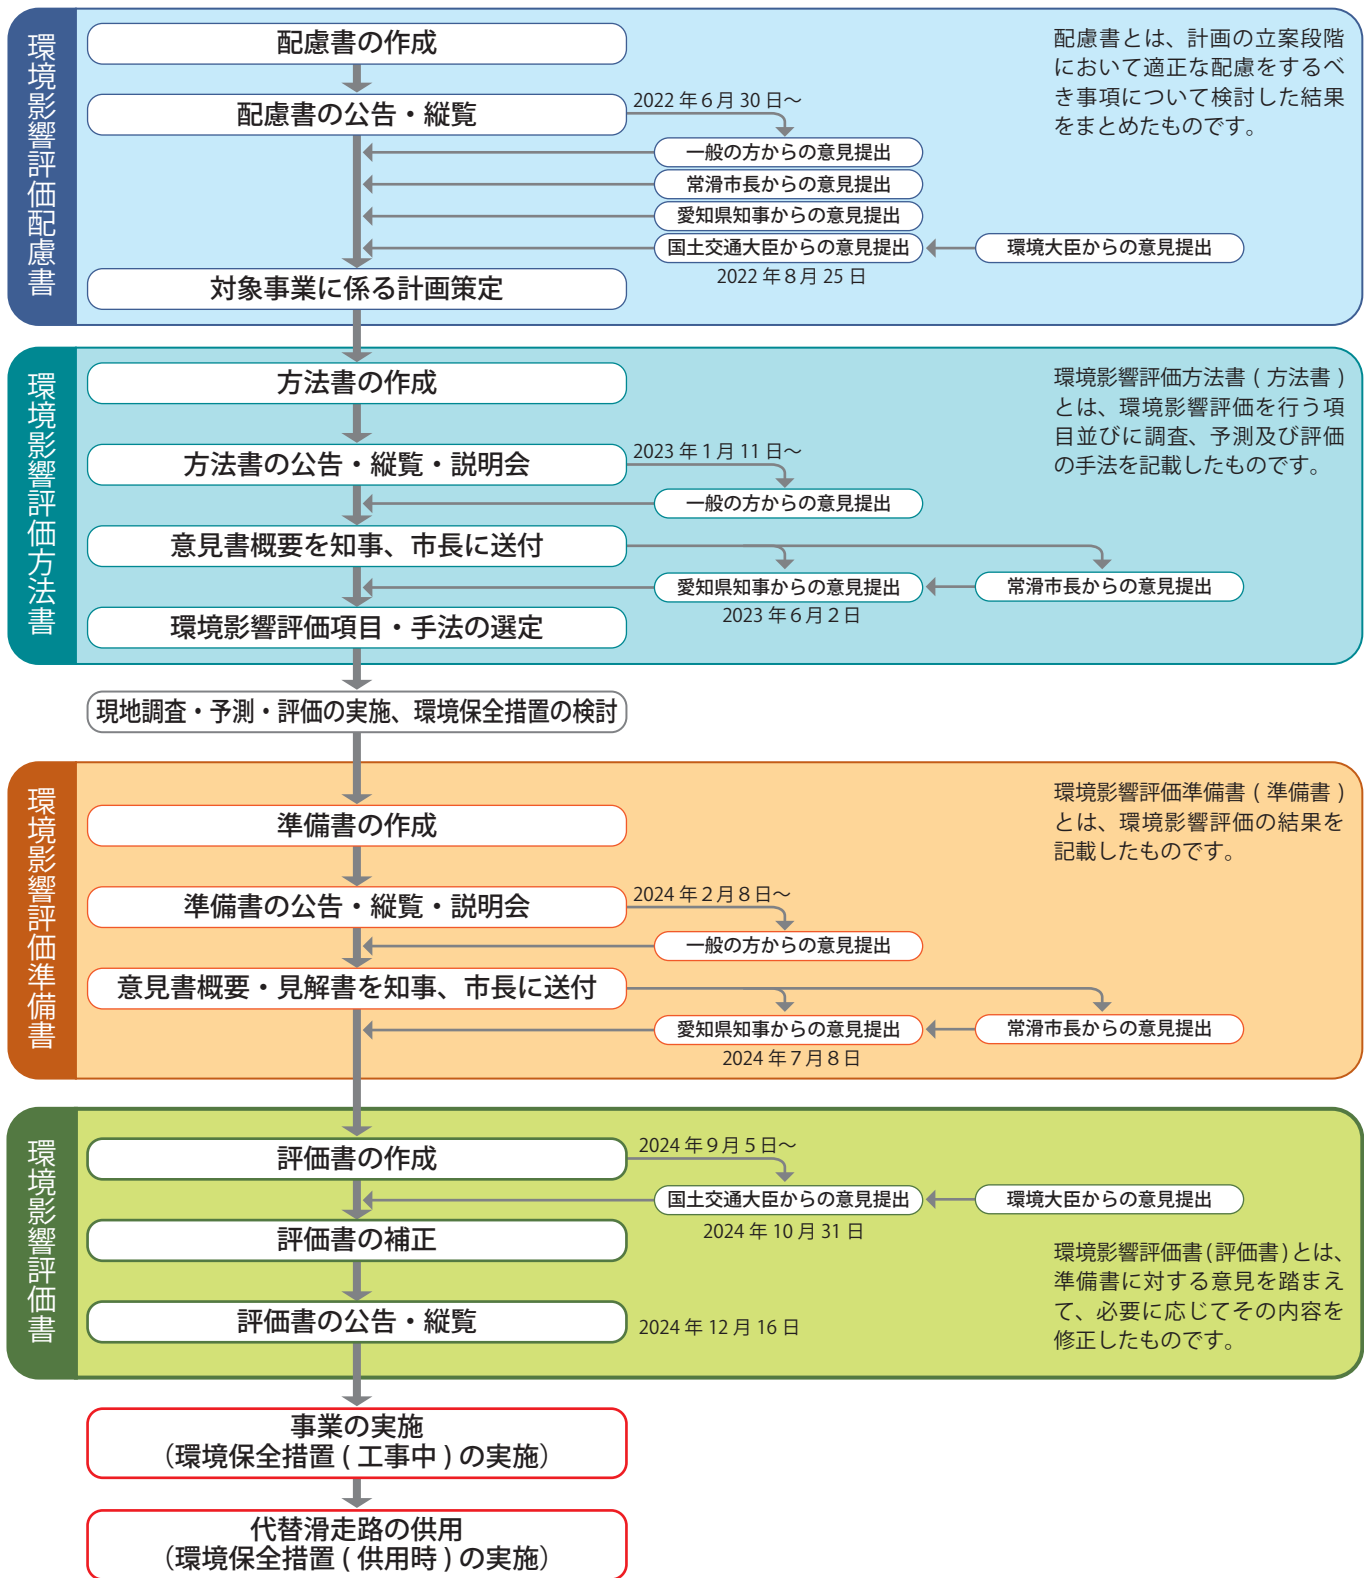 環境影響評価配慮書
配慮書の作成
配慮書とは、計画の立案段階
において適正な配慮をするべ
き事項について検討した結果
をまとめたものです。
配慮書の公告・縦覧
2022年6月30日～
一般の方からの意見提出
常滑市長からの意見提出
愛知県知事からの意見提出
国土交通大臣からの意見提出
環境大臣からの意見提出
2022年8月25日
対象事業に係る計画策定
環境影響評価方法書
方法書の作成
環境影響評価方法書(方法書)
とは、環境影響評価を行う項
目並びに調査、予測及び評価
の手法を記載したものです。
方法書の公告・縦覧・説明会
2023年1月11日～
一般の方からの意見提出
意見書概要を知事、市長に送付
愛知県知事からの意見提出
常滑市長からの意見提出
2023年6月2日
環境影響評価項目・手法の選定
現地調査・予測・評価の実施、環境保全措置の検討
環境影響評価準備書
準備書の作成
環境影響評価準備書(準備書)
とは、環境影響評価の結果を
記載したものです。
準備書の公告・縦覧・説明会
2024年2月8日～
一般の方からの意見提出
意見書概要・見解書を知事、市長に送付
愛知県知事からの意見提出
常滑市長からの意見提出
2024年7月8日
環境影響評価書
評価書の作成
2024年9月5日～
国土交通大臣からの意見提出
環境大臣からの意見提出
2024年10月31日
評価書の補正
環境影響評価書(評価書)とは、
準備書に対する意見を踏まえ
て、必要に応じてその内容を
修正したものです。
評価書の公告・縦覧
2024年12月16日
事業の実施
（環境保全措置(工事中)の実施）
代替滑走路の供用
（環境保全措置(供用時)の実施）